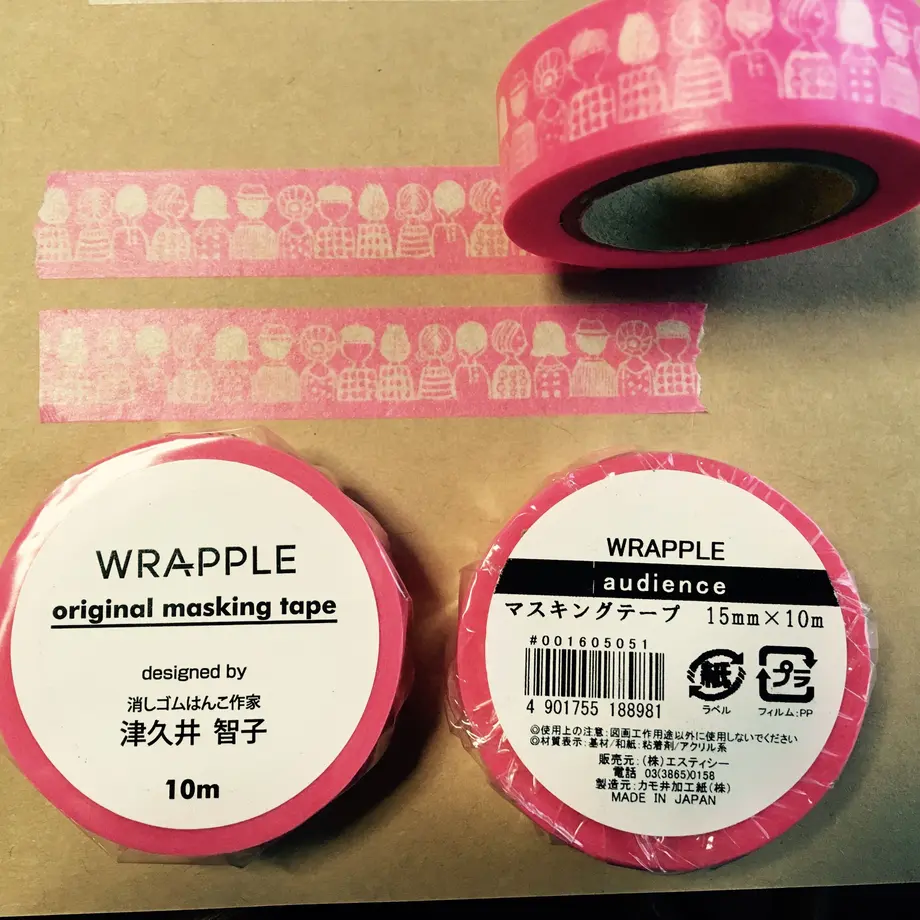 WRAPPLE
original masking tape
designed by
消しゴムはんこ作家
津久井 智子
10m
WRAPPLE
audience
マスキングテープ 15mm×10m
#001605051
4 901755 188981
紙
ラベル
プラ
フィルム:PP
◎使用上の注意:図画工作用途以外に使用しないでください
◎材質表示:基材/和紙:粘着剤/アクリル系
販売元:(株)エスティシー
電話 03(3865)0158
製造元:カモ井加工紙(株)
MADE IN JAPAN